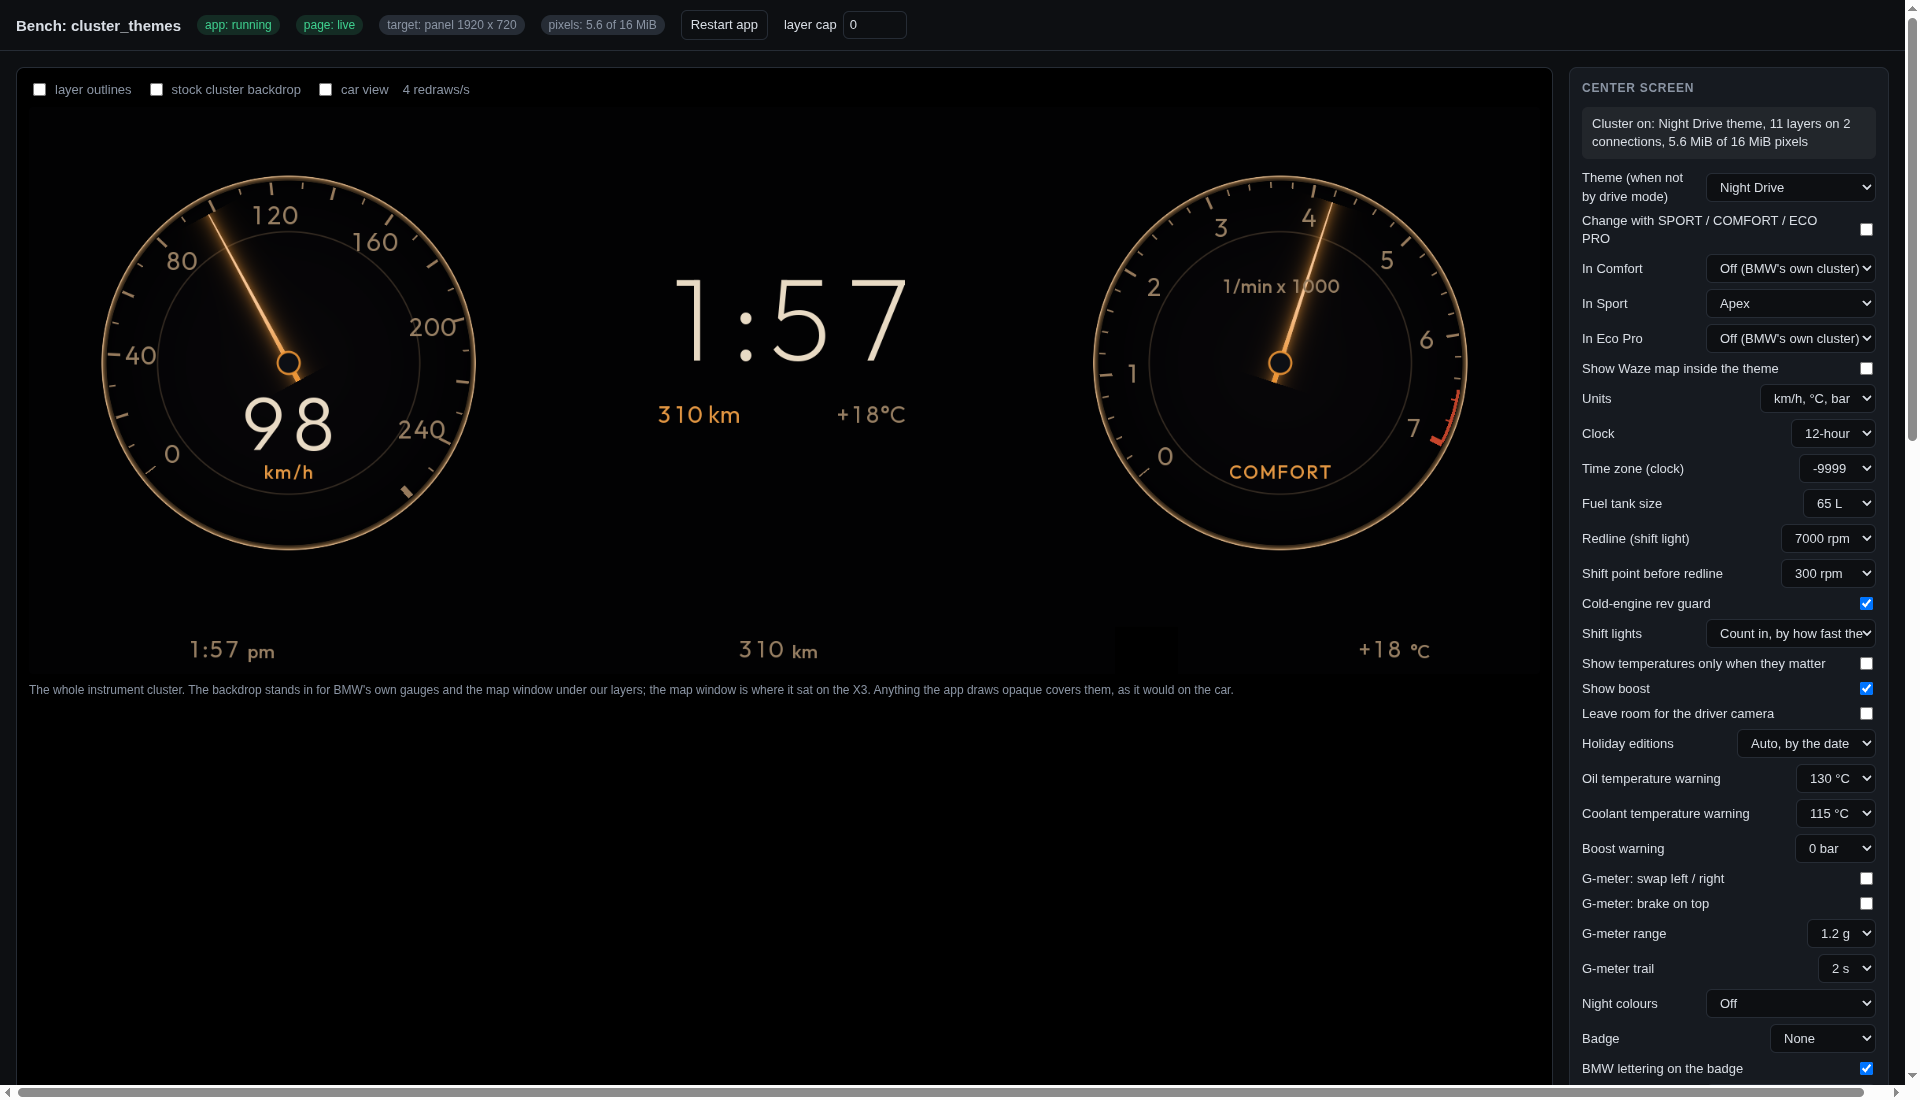 Bench: cluster_themes
app: running
page: live
target: panel 1920 x 720
pixels: 5.6 of 16 MiB
Restart app
layer cap
0
layer outlines
stock cluster backdrop
car view
4 redraws/s
0
40
80
120
160
200
240
98
km/h
1:57
310 km
+18°C
0
1
2
3
4
5
6
7
1/min x 1000
COMFORT
1:57 pm
310 km
+18 °C
The whole instrument cluster. The backdrop stands in for BMW's own gauges and the map window under our layers; the map window is where it sat on the X3. Anything the app draws opaque covers them, as it would on the car.
CENTER SCREEN
Cluster on: Night Drive theme, 11 layers on 2
connections, 5.6 MiB of 16 MiB pixels
Theme (when not
by drive mode)
Night Drive
Change with SPORT / COMFORT / ECO
PRO
In Comfort
Off (BMW's own cluster)
In Sport
Apex
In Eco Pro
Off (BMW's own cluster)
Show Waze map inside the theme
Units
km/h, °C, bar
Clock
12-hour
Time zone (clock)
-9999
Fuel tank size
65 L
Redline (shift light)
7000 rpm
Shift point before redline
300 rpm
Cold-engine rev guard
Shift lights
Count in, by how fast the
Show temperatures only when they matter
Show boost
Leave room for the driver camera
Holiday editions
Auto, by the date
Oil temperature warning
130 °C
Coolant temperature warning
115 °C
Boost warning
0 bar
G-meter: swap left / right
G-meter: brake on top
G-meter range
1.2 g
G-meter trail
2 s
Night colours
Off
Badge
None
BMW lettering on the badge